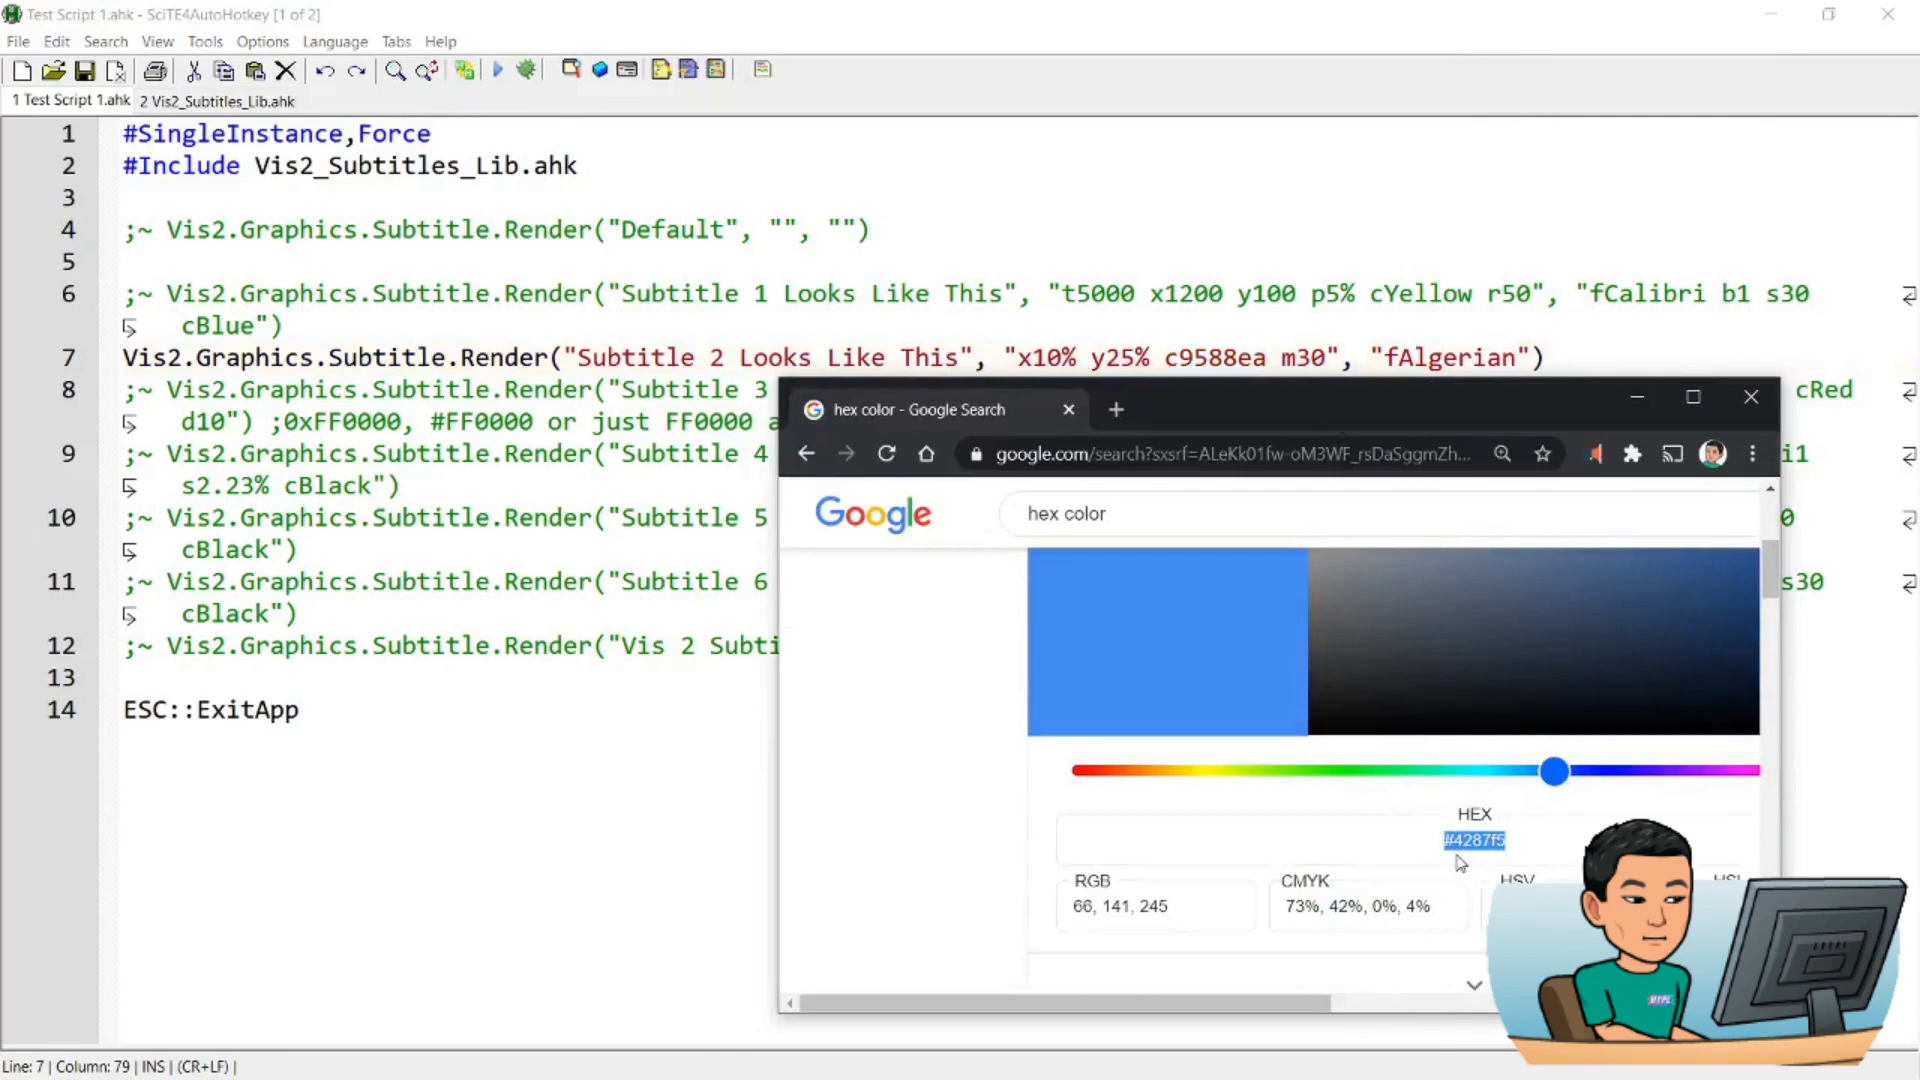 Test Script 1.ahk - SciTE4AutoHotkey [1 of 2]
File Edit Search View Tools Options Language Tabs Help
1 Test Script 1.ahk 2 Vis2_Subtitles_Lib.ahk
1 #SingleInstance,Force
2 #Include Vis2_Subtitles_Lib.ahk
3
4 ;~ Vis2.Graphics.Subtitle.Render("Default", "", "")
5
6 ;~ Vis2.Graphics.Subtitle.Render("Subtitle 1 Looks Like This", "t5000 x1200 y100 p5% cYellow r50", "fCalibri b1 s30
cBlue")
7 Vis2.Graphics.Subtitle.Render("Subtitle 2 Looks Like This", "x10% y25% c9588ea m30", "fAlgerian")
8 ;~ Vis2.Graphics.Subtitle.Render("Subtitle 3 cRed
d10") ;0xFF0000, #FF0000 or just FF0000 a
9 ;~ Vis2.Graphics.Subtitle.Render("Subtitle 4 i1
s2.23% cBlack")
10 ;~ Vis2.Graphics.Subtitle.Render("Subtitle 5 0
cBlack")
11 ;~ Vis2.Graphics.Subtitle.Render("Subtitle 6 s30
cBlack")
12 ;~ Vis2.Graphics.Subtitle.Render("Vis 2 Subti
13
14 ESC::ExitApp
hex color - Google Search
google.com/search?sxsrf=ALeKk01fw-oM3WF_rsDaSggmZh...
Google
hex color
HEX
#4287f5
RGB CMYK HSV
66, 141, 245 73%, 42%, 0%, 4%
Line: 7 | Column: 79 | INS | (CR+LF) |